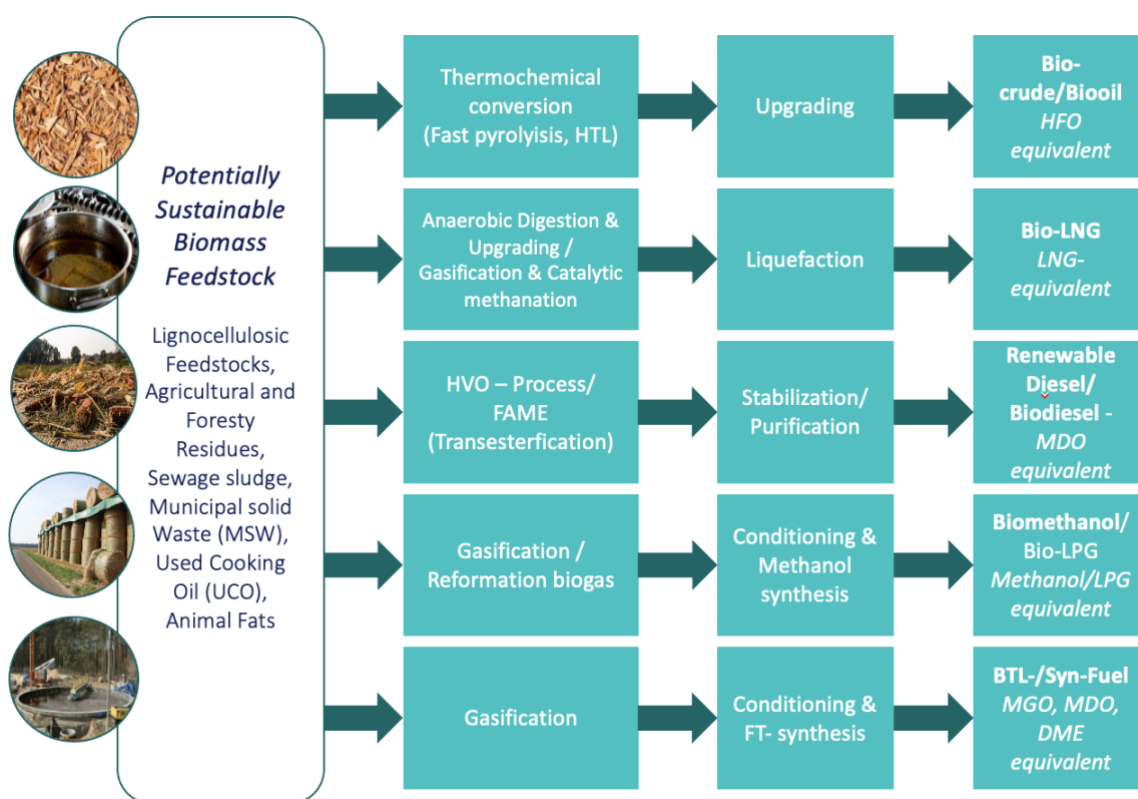 Potentially
Sustainable
Biomass
Feedstock
Lignocellulosic
Feedstocks,
Agricultural and
Foresty
Residues,
Sewage sludge,
Municipal solid
Waste (MSW),
Used Cooking
Oil (UCO),
Animal Fats
Thermochemical
conversion
(Fast pyrolyisis, HTL)
Upgrading
Bio-
crude/Biooil
HFO
equivalent
Anaerobic Digestion &
Upgrading /
Gasification & Catalytic
methanation
Liquefaction
Bio-LNG
LNG-
equivalent
HVO – Process/
FAME
(Transesterfication)
Stabilization/
Purification
Renewable
Diesel/
Biodiesel -
MDO
equivalent
Gasification /
Reformation biogas
Conditioning &
Methanol
synthesis
Biomethanol/
Bio-LPG
Methanol/LPG
equivalent
Gasification
Conditioning &
FT- synthesis
BTL-/Syn-Fuel
MGO, MDO,
DME
equivalent